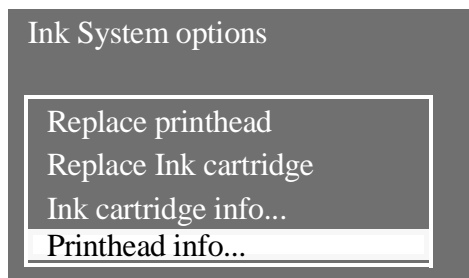 Ink System options
Replace printhead
Replace Ink cartridge
Ink cartridge info...
Printhead info...